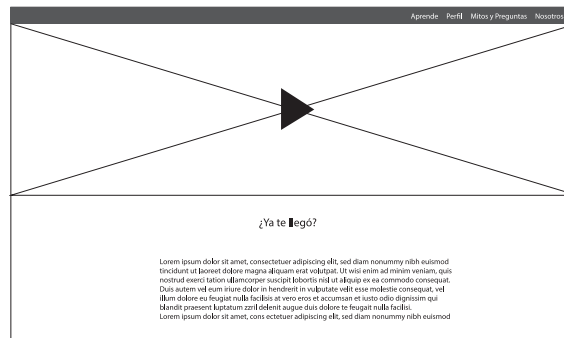 Aprende Perfil Mitos y Preguntas Nosotros
¿Ya te llegó?
Lorem ipsum dolor sit amet, consectetuer adipiscing elit, sed diam nonummy nibh euismod
tincidunt ut laoreet dolore magna aliquam erat volutpat. Ut wisi enim ad minim veniam, quis
nostrud exerci tation ullamcorper suscipit lobortis nisl ut aliquip ex ea commodo consequat.
Duis autem vel eum iriure dolor in hendrerit in vulputate velit esse molestie consequat, vel
illum dolore eu feugiat nulla facilisis at vero eros et accumsan et iusto odio dignissim qui
blandit praesent luptatum zzril delenit augue duis dolore te feugait nulla facilisi.
Lorem ipsum dolor sit amet, cons ectetuer adipiscing elit, sed diam nonummy nibh euismod